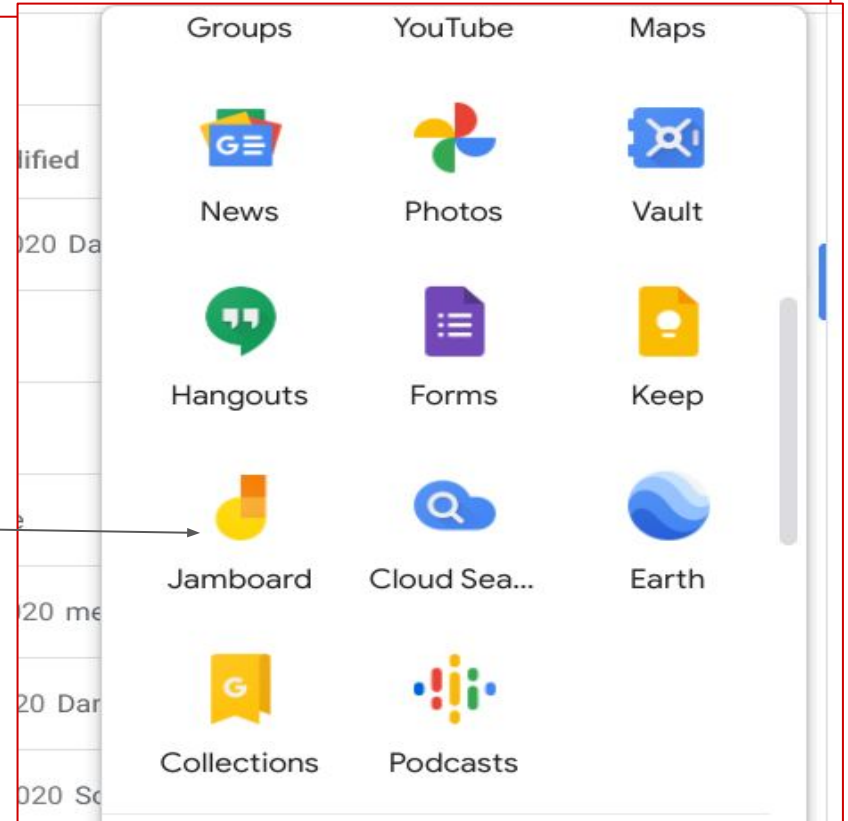 Groups YouTube Maps
lified
G
News Photos Vault
020 Da
Hangouts Forms Keep
e
Jamboard Cloud Sea... Earth
020 me
G
20 Dar
Collections Podcasts
020 Sc